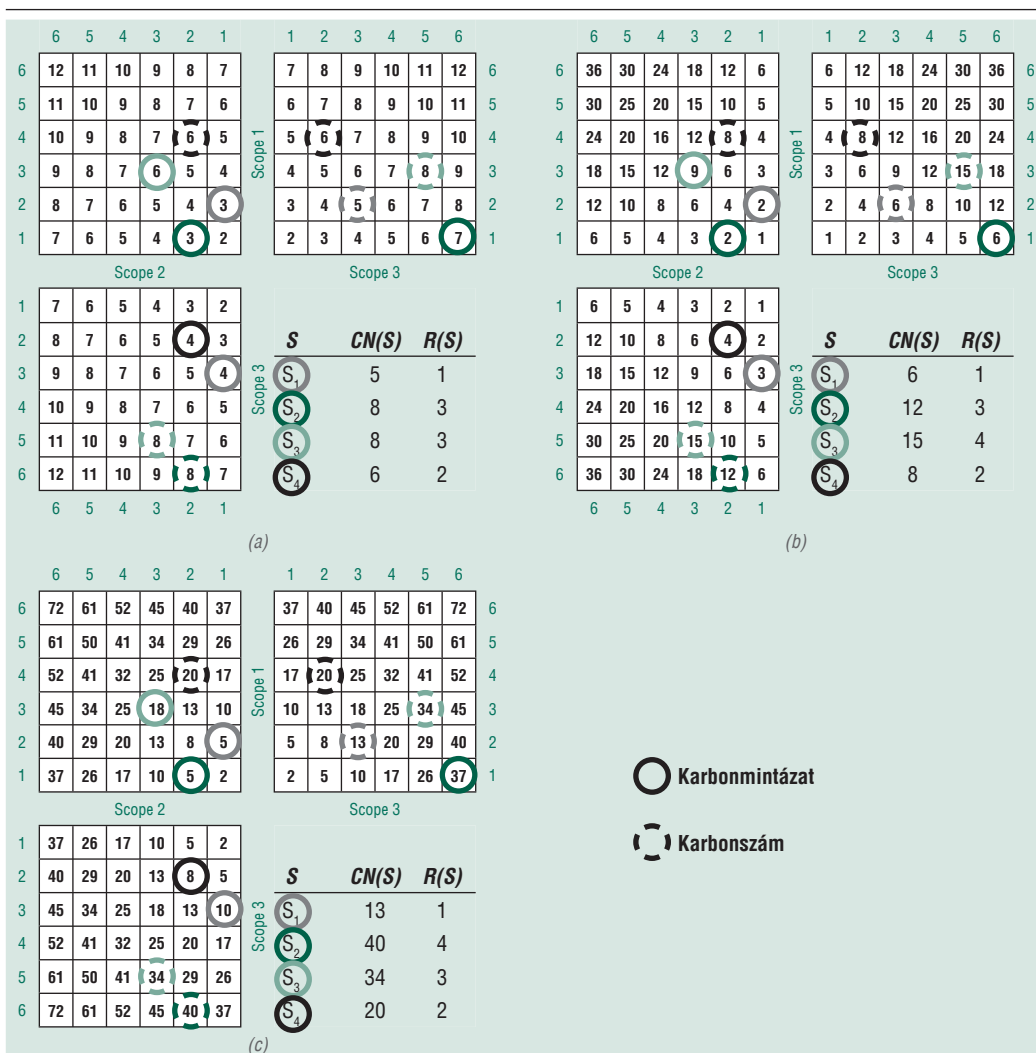 6 5 4 3 2 1 1 2 3 4 5 6
6 12 11 10 9 8 7 7 8 9 10 11 12 6
5 11 10 9 8 7 6 6 7 8 9 10 11 5
4 10 9 8 7 6 5 5 6 7 8 9 10 4
3 9 8 7 6 5 4 4 5 6 7 8 9 3
2 8 7 6 5 4 3 3 4 5 6 7 8 2
1 7 6 5 4 3 2 2 3 4 5 6 7 1
Scope 1
Scope 2 Scope 3
1 7 6 5 4 3 2
2 8 7 6 5 4 3 S CN(S) R(S)
3 9 8 7 6 5 4 S1 5 1
4 10 9 8 7 6 5 S2 8 3
5 11 10 9 8 7 6 S3 8 3
6 12 11 10 9 8 7 S4 6 2
Scope 3
6 5 4 3 2 1
(a)
6 5 4 3 2 1 1 2 3 4 5 6
6 36 30 24 18 12 6 6 12 18 24 30 36 6
5 30 25 20 15 10 5 5 10 15 20 25 30 5
4 24 20 16 12 8 4 4 8 12 16 20 24 4
3 18 15 12 9 6 3 3 6 9 12 15 18 3
2 12 10 8 6 4 2 2 4 6 8 10 12 2
1 6 5 4 3 2 1 1 2 3 4 5 6 1
Scope 1
Scope 2 Scope 3
1 6 5 4 3 2 1
2 12 10 8 6 4 2 S CN(S) R(S)
3 18 15 12 9 6 3 S1 6 1
4 24 20 16 12 8 4 S2 12 3
5 30 25 20 15 10 5 S3 15 4
6 36 30 24 18 12 6 S4 8 2
Scope 3
6 5 4 3 2 1
(b)
6 5 4 3 2 1 1 2 3 4 5 6
6 72 61 52 45 40 37 37 40 45 52 61 72 6
5 61 50 41 34 29 26 26 29 34 41 50 61 5
4 52 41 32 25 20 17 17 20 25 32 41 52 4
3 45 34 25 18 13 10 10 13 18 25 34 45 3
2 40 29 20 13 8 5 5 8 13 20 29 40 2
1 37 26 17 10 5 2 2 5 10 17 26 37 1
Scope 1
Scope 2 Scope 3
1 37 26 17 10 5 2
2 40 29 20 13 8 5 S CN(S) R(S)
3 45 34 25 18 13 10 S1 13 1
4 52 41 32 25 20 17 S2 40 4
5 61 50 41 34 29 26 S3 34 3
6 72 61 52 45 40 37 S4 20 2
Scope 3
(c)
Karbonmintázat
Karbonszám